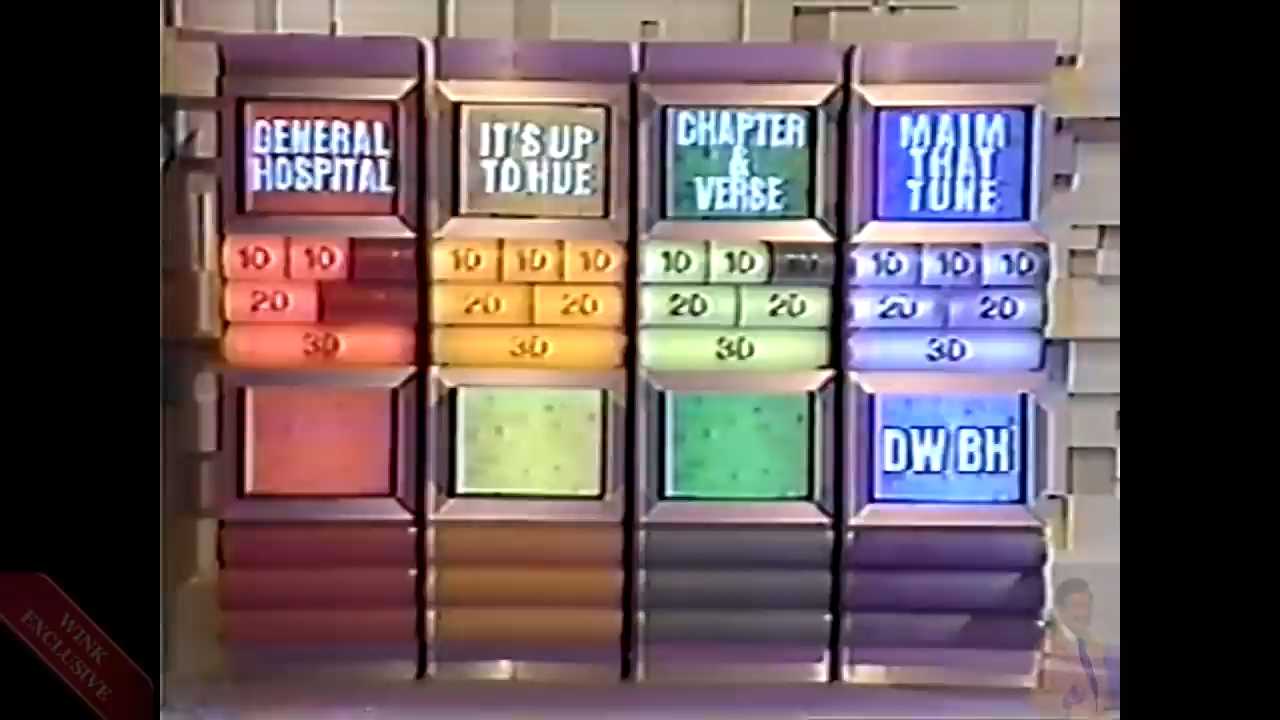 GENERAL
HOSPITAL
IT'S UP
TO HUE
CHAPTER
&
VERSE
MAIM
THAT
TUNE
10 10
10 10 10
10 10
10 10 10
20
20 20
20 20
20 20
30
30
30
30
DW BH
WINK
EXCLUSIVE